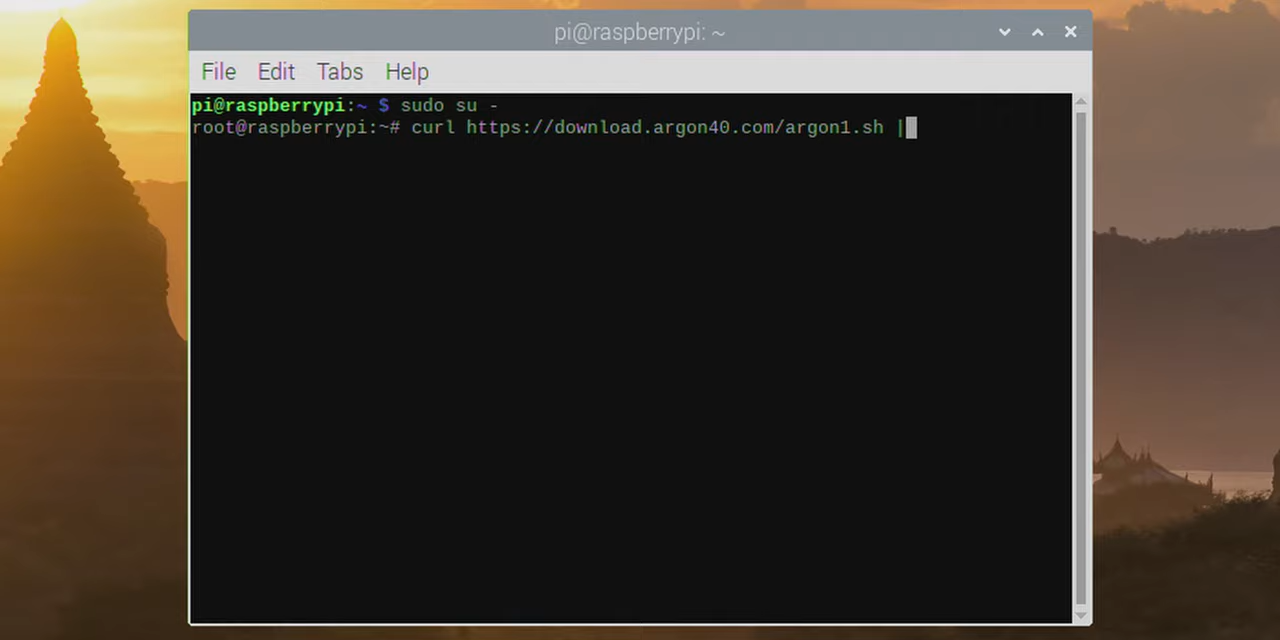 pi@raspberrypi: ~
File Edit Tabs Help
pi@raspberrypi:~ $ sudo su -
root@raspberrypi:~# curl https://download.argon40.com/argon1.sh |